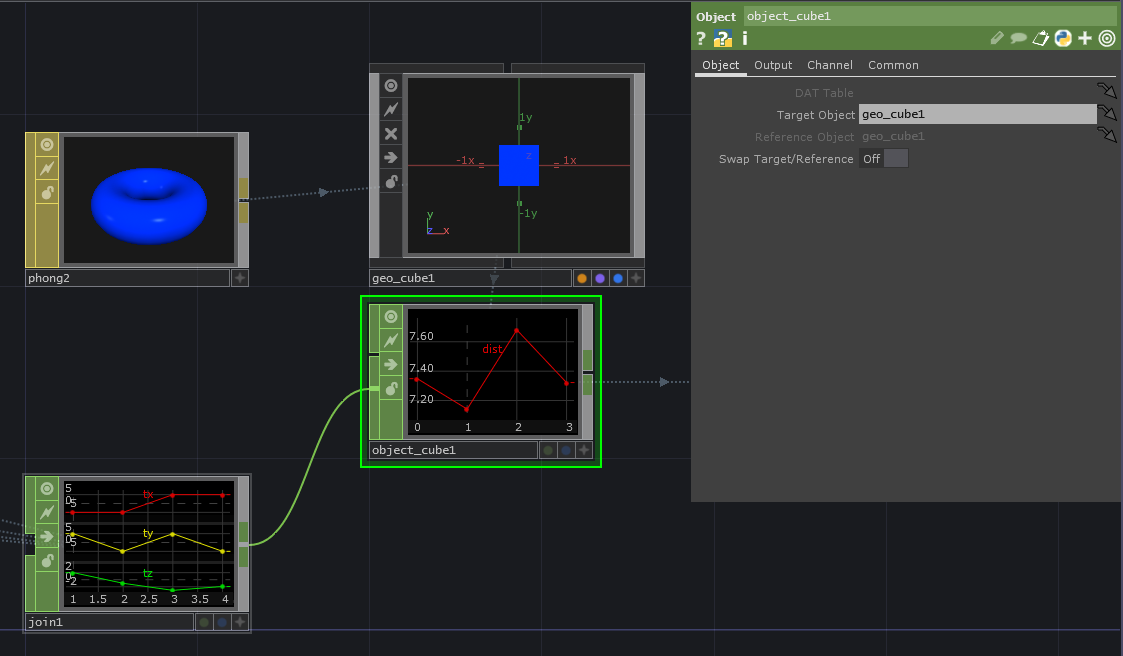 Object object_cube1
? ? i
Object Output Channel Common
DAT Table
Target Object geo_cube1
Reference Object geo_cube1
Swap Target/Reference Off
phong2
1y
-1x z 1x
-1y
y
z x
geo_cube1
7.60
dist
7.40
7.20
0 1 2 3
object_cube1
5 tx
0
-5
5 ty
0
-5
2 tz
0
-2
1 1.5 2 2.5 3 3.5 4
join1